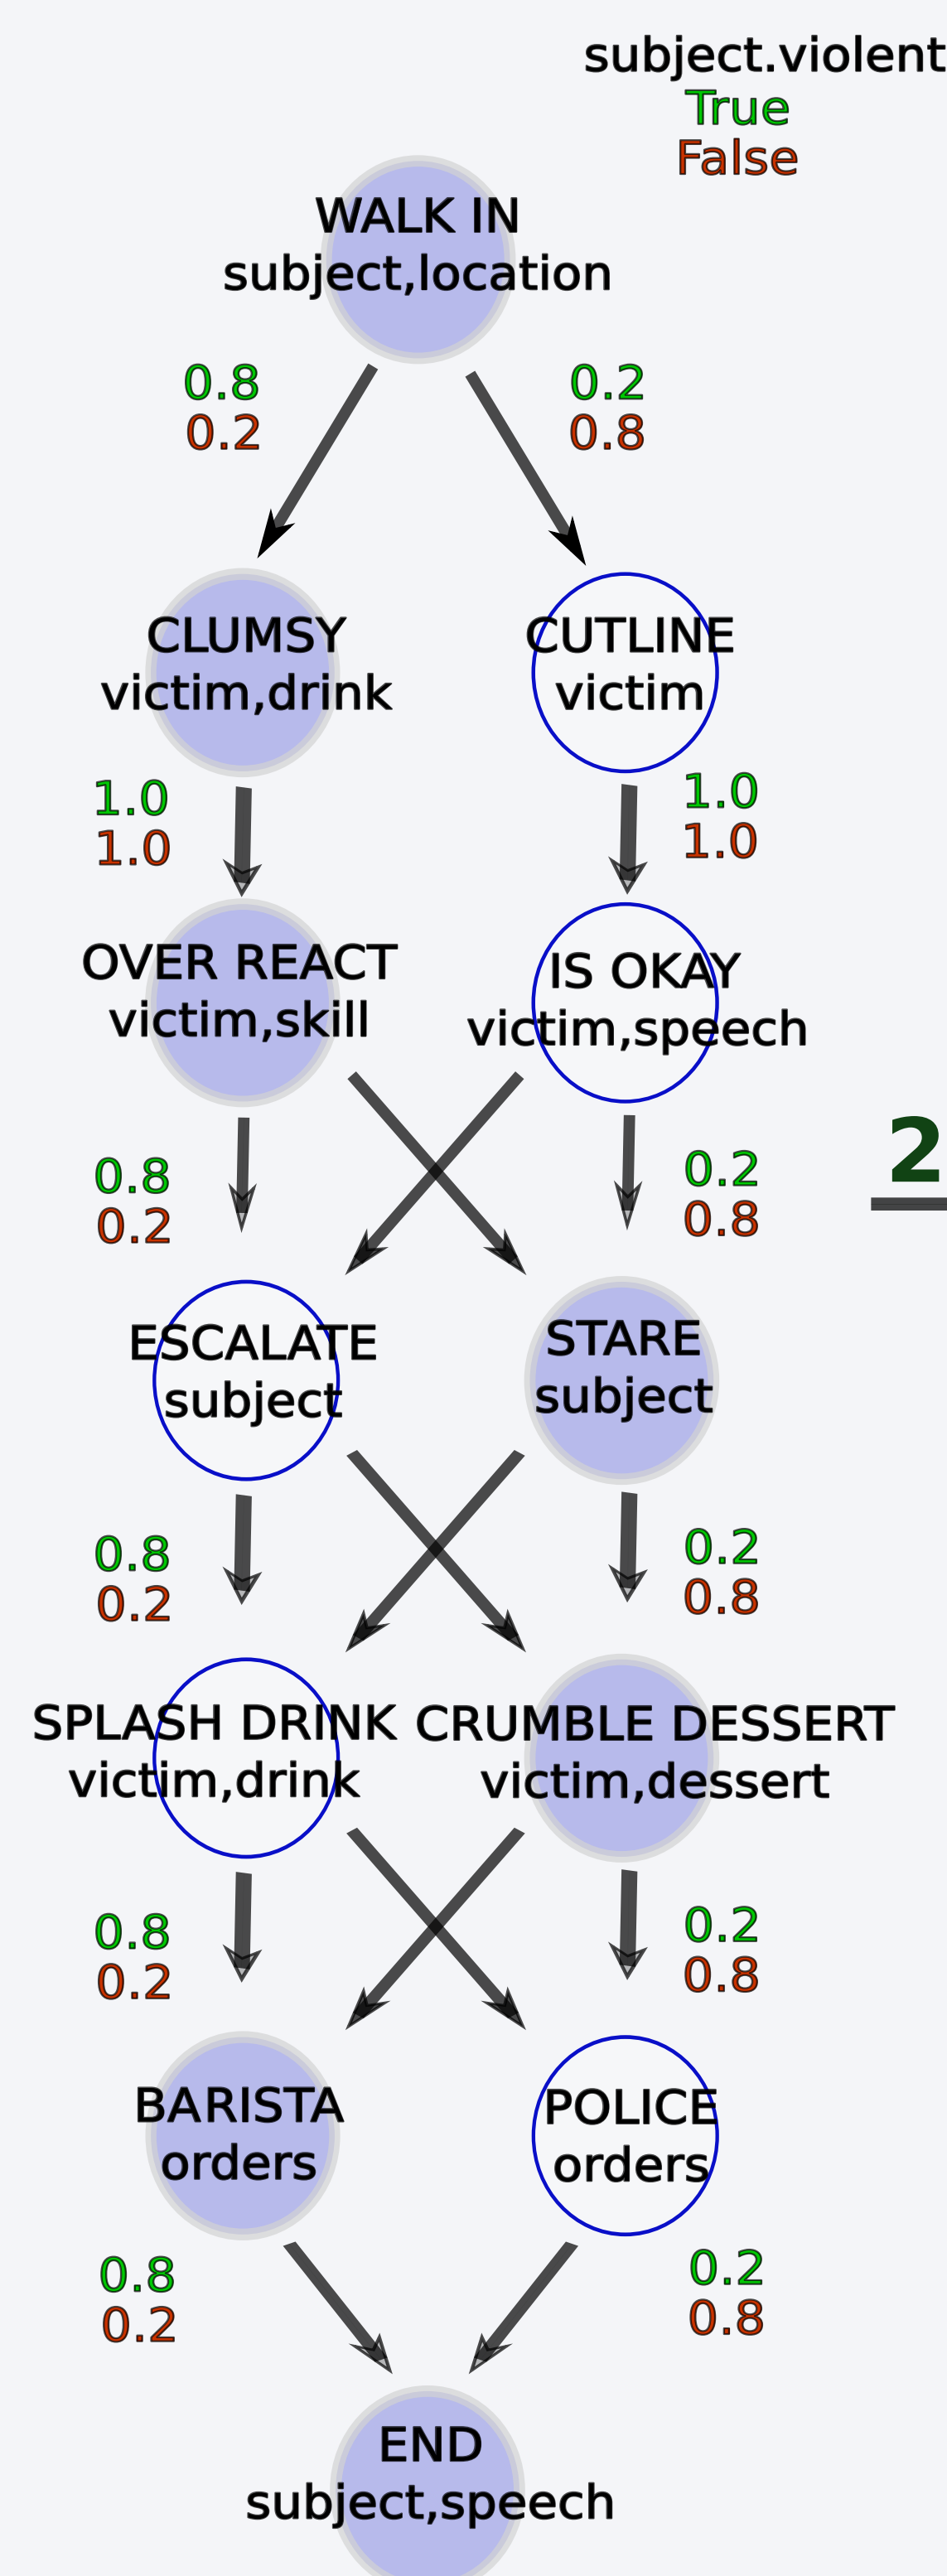 subject.violent
True
False
WALK IN
subject,location
0.8
0.2
0.2
0.8
CLUMSY
victim,drink
CUTLINE
victim
1.0
1.0
1.0
1.0
OVER REACT
victim,skill
IS OKAY
victim,speech
2
0.8
0.2
0.2
0.8
ESCALATE
subject
STARE
subject
0.8
0.2
0.2
0.8
SPLASH DRINK
victim,drink
CRUMBLE DESSERT
victim,dessert
0.8
0.2
0.2
0.8
BARISTA
orders
POLICE
orders
0.8
0.2
0.2
0.8
END
subject,speech